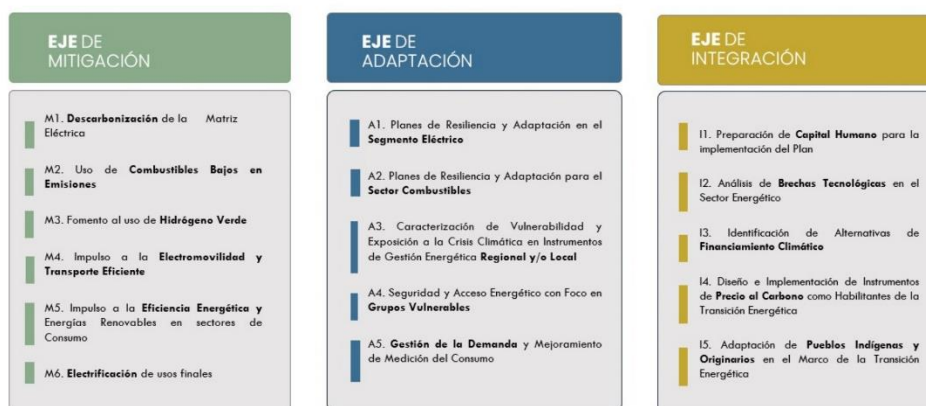 EJE DE
MITIGACIÓN
M1. Descarbonización de la Matriz
Eléctrica
M2. Uso de Combustibles Bajos en
Emisiones
M3. Fomento al uso de Hidrógeno Verde
M4. Impulso a la Electromovilidad y
Transporte Eficiente
M5. Impulso a la Eficiencia Energética y
Energías Renovables en sectores de
Consumo
M6. Electrificación de usos finales
EJE DE
ADAPTACIÓN
A1. Planes de Resiliencia y Adaptación en el
Segmento Eléctrico
A2. Planes de Resiliencia y Adaptación para el
Sector Combustibles
A3. Caracterización de Vulnerabilidad y
Exposición a la Crisis Climática en Instrumentos
de Gestión Energética Regional y/o Local
A4. Seguridad y Acceso Energético con Foco en
Grupos Vulnerables
A5. Gestión de la Demanda y Mejoramiento
de Medición del Consumo
EJE DE
INTEGRACIÓN
I1. Preparación de Capital Humano para la
implementación del Plan
I2. Análisis de Brechas Tecnológicas en el
Sector Energético
I3. Identificación de Alternativas de
Financiamiento Climático
I4. Diseño e Implementación de Instrumentos
de Precio al Carbono como Habilitantes de la
Transición Energética
I5. Adaptación de Pueblos Indígenas y
Originarios en el Marco de la Transición
Energética